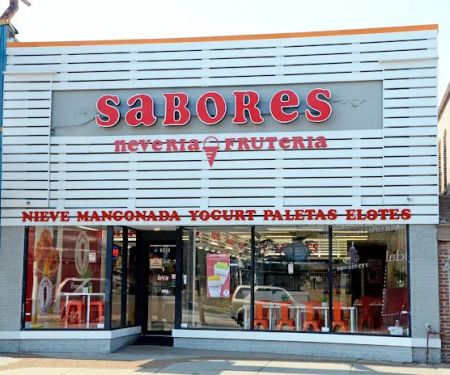 SABORES
NEVERIA FRUTERIA
NIEVE MANGONADA YOGURT PALETAS ELOTES